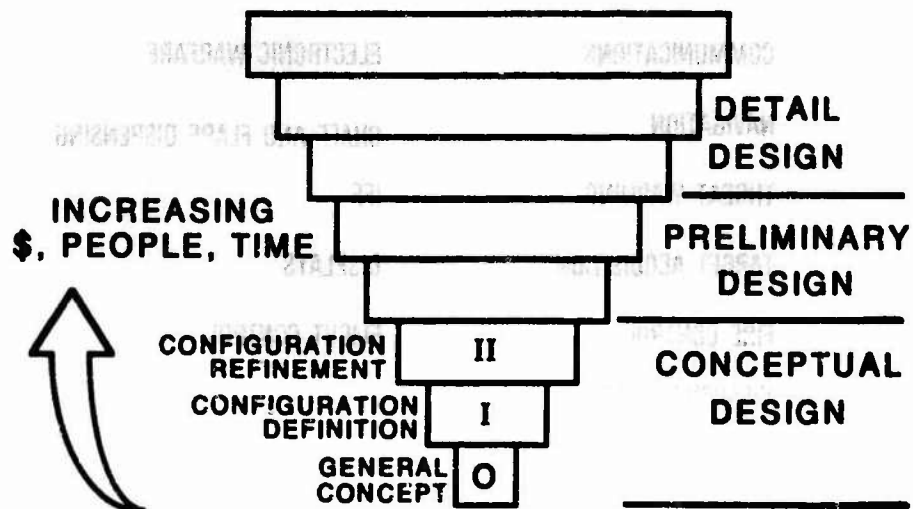 DETAIL
DESIGN
INCREASING
$, PEOPLE, TIME
PRELIMINARY
DESIGN
CONFIGURATION
REFINEMENT
II
CONCEPTUAL
DESIGN
CONFIGURATION
DEFINITION
I
GENERAL
CONCEPT
O